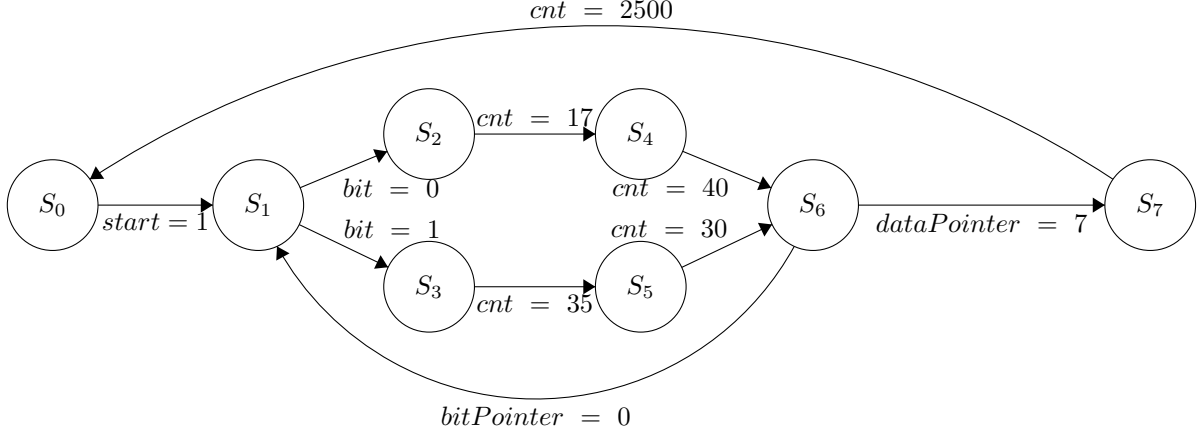 cnt = 2500
S2
cnt = 17
S4
bit = 0
cnt = 40
S0
start = 1
S1
S6
dataPointer = 7
S7
bit = 1
cnt = 30
S3
cnt = 35
S5
bitPointer = 0